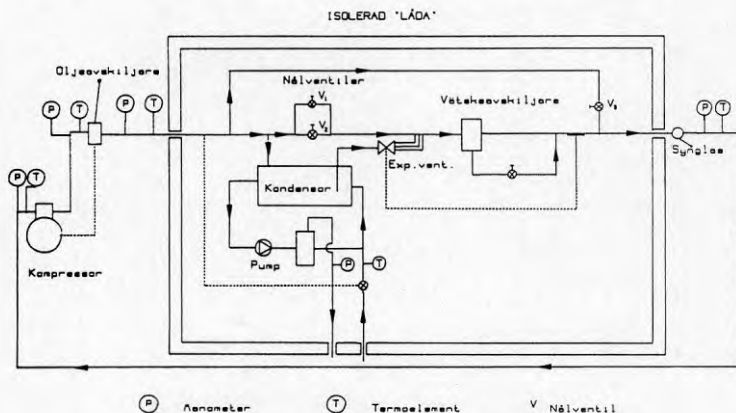 ISOLERAD "LÅDA"
Oljeavskiljare
Nålventiler
V₁
V₂
Vätskeavskiljare
V₃
P
T
P
T
P
T
Exp.vent.
Synglas
P
T
Kondensor
Kompressor
Pump
P
T
P Manometer
T Termoelement
V Nålventil